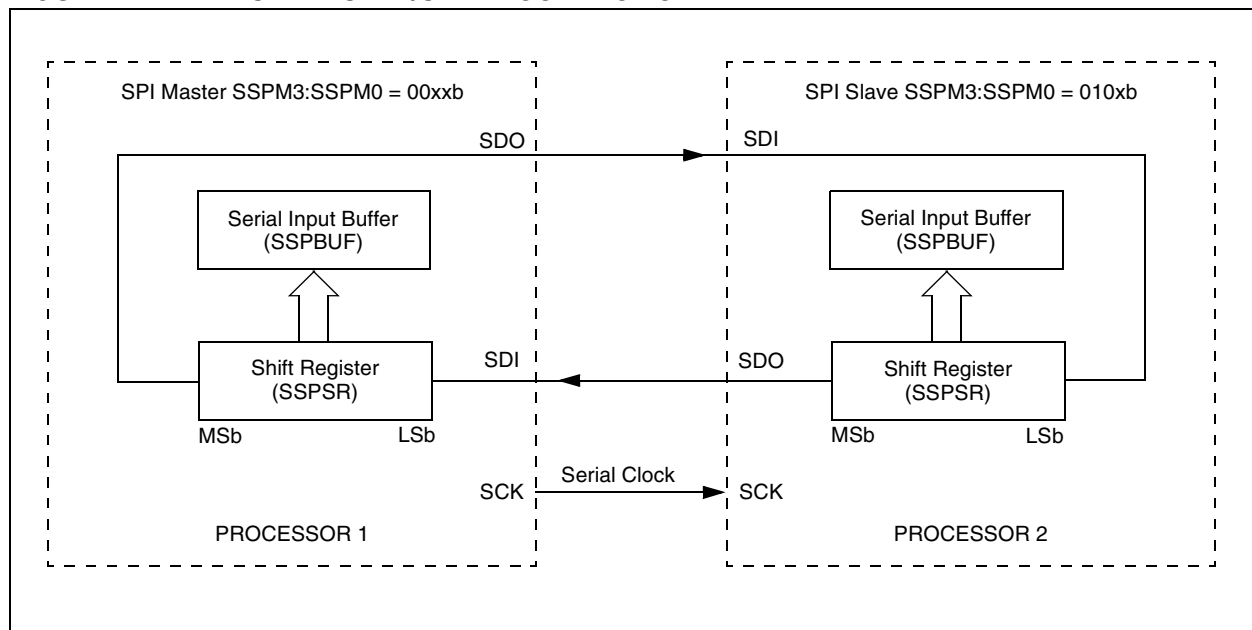 SPI Master SSPM3:SSPM0 = 00xxb
SPI Slave SSPM3:SSPM0 = 010xb
SDO
SDI
Serial Input Buffer
(SSPBUF)
Serial Input Buffer
(SSPBUF)
Shift Register
(SSPSR)
SDI
SDO
Shift Register
(SSPSR)
MSb
LSb
MSb
LSb
SCK
Serial Clock
SCK
PROCESSOR 1
PROCESSOR 2